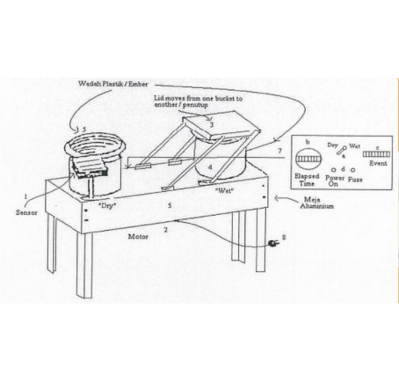 Wadah Plastik / Ember
Lid moves from one bucket to
another / penutup
3
5
7
b
Dry
Wet
c
a
Event
Elapsed
Time
d
Power
On
Fuse
1
Sensor
4
"Dry"
"Wet"
5
Meja
Aluminium
Motor
2
8